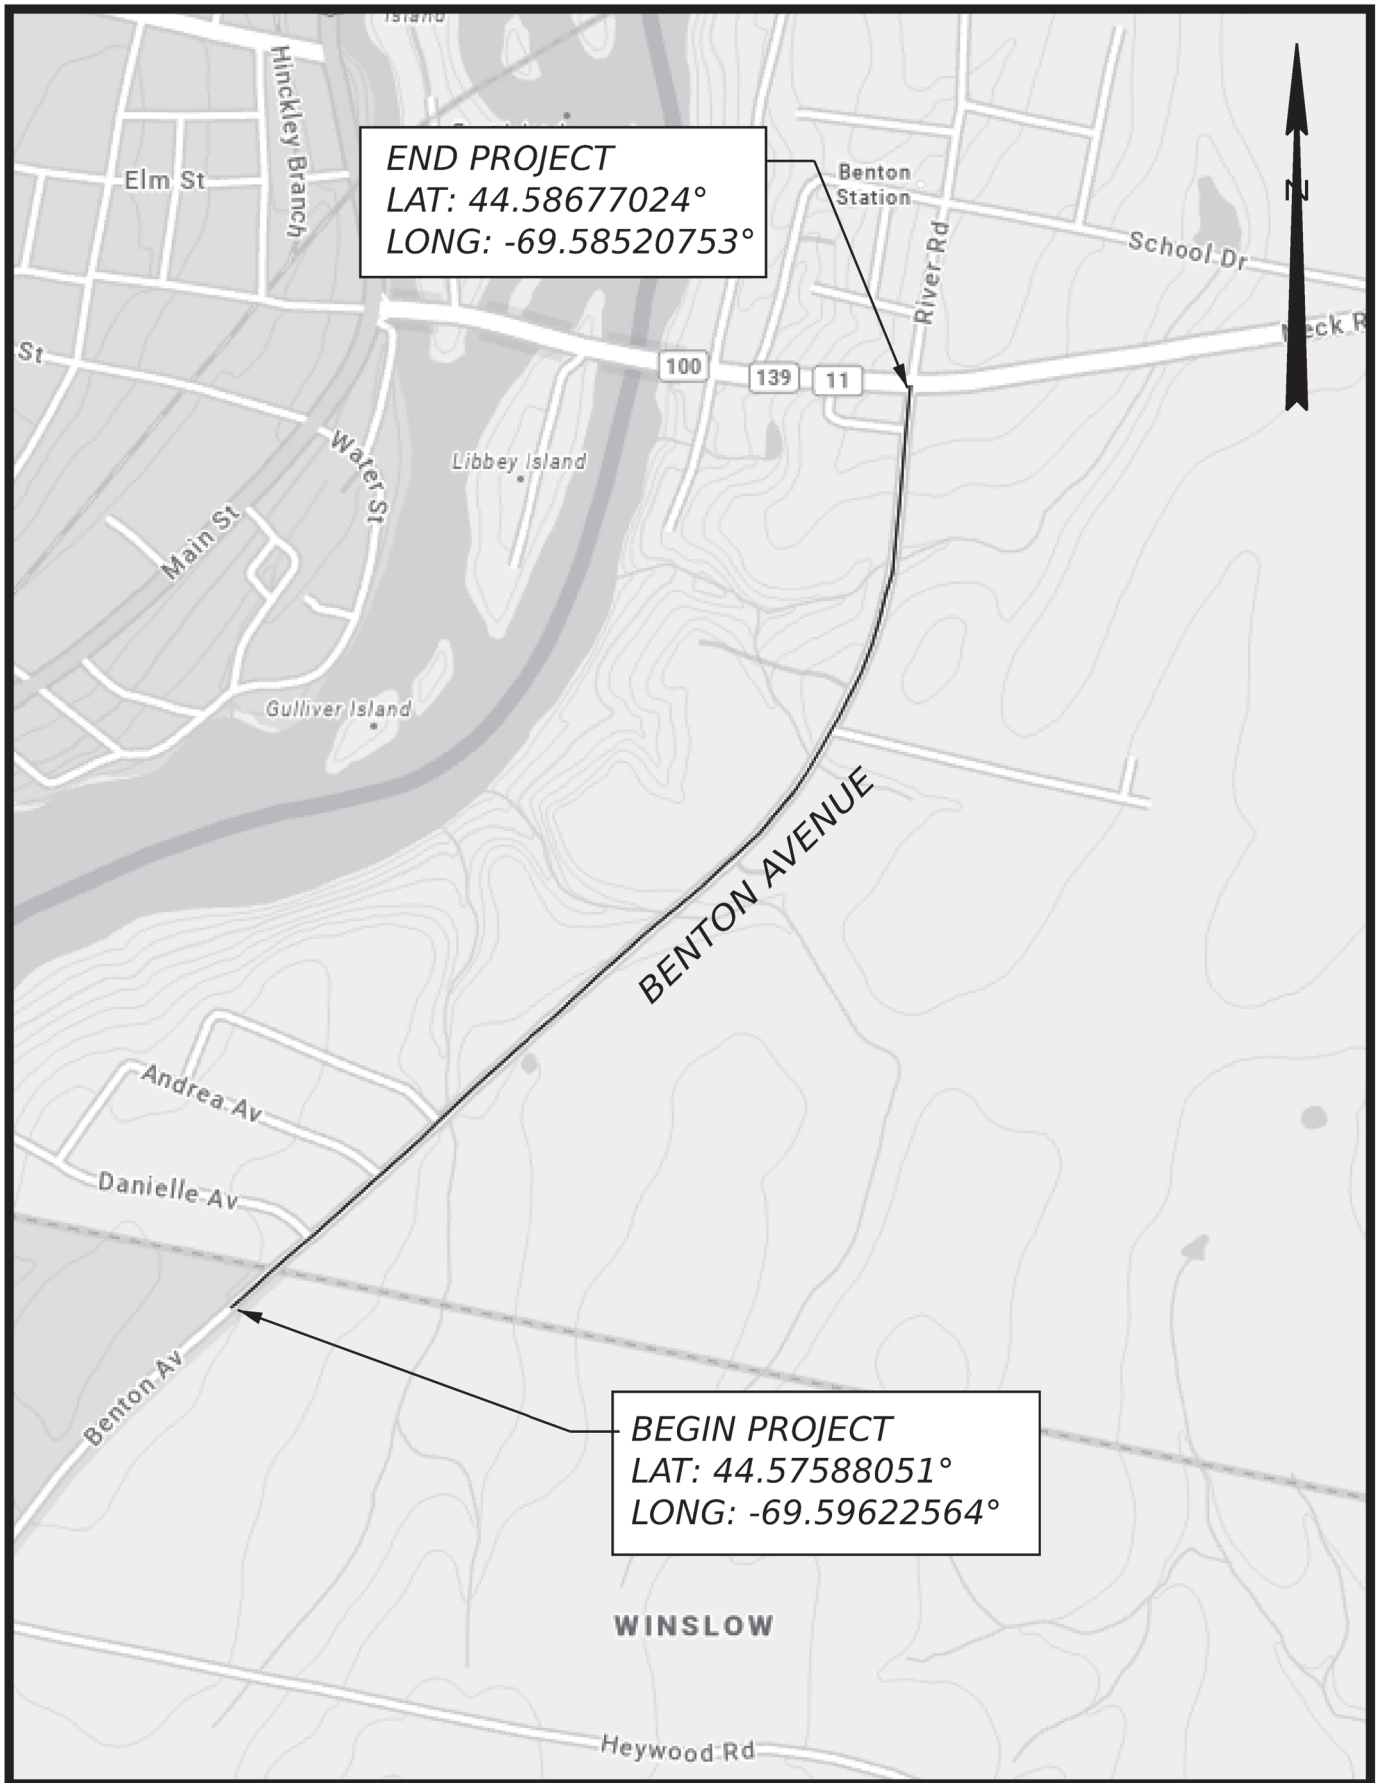 Island
Hinckley Branch
END PROJECT
LAT: 44.58677024°
LONG: -69.58520753°
Benton
Station
Elm St
N
School Dr
River Rd
Neck R
St
100
139
11
Water St
Libbey Island
Main St
Gulliver Island
BENTON AVENUE
Andrea Av
Danielle Av
Benton Av
BEGIN PROJECT
LAT: 44.57588051°
LONG: -69.59622564°
WINSLOW
Heywood Rd